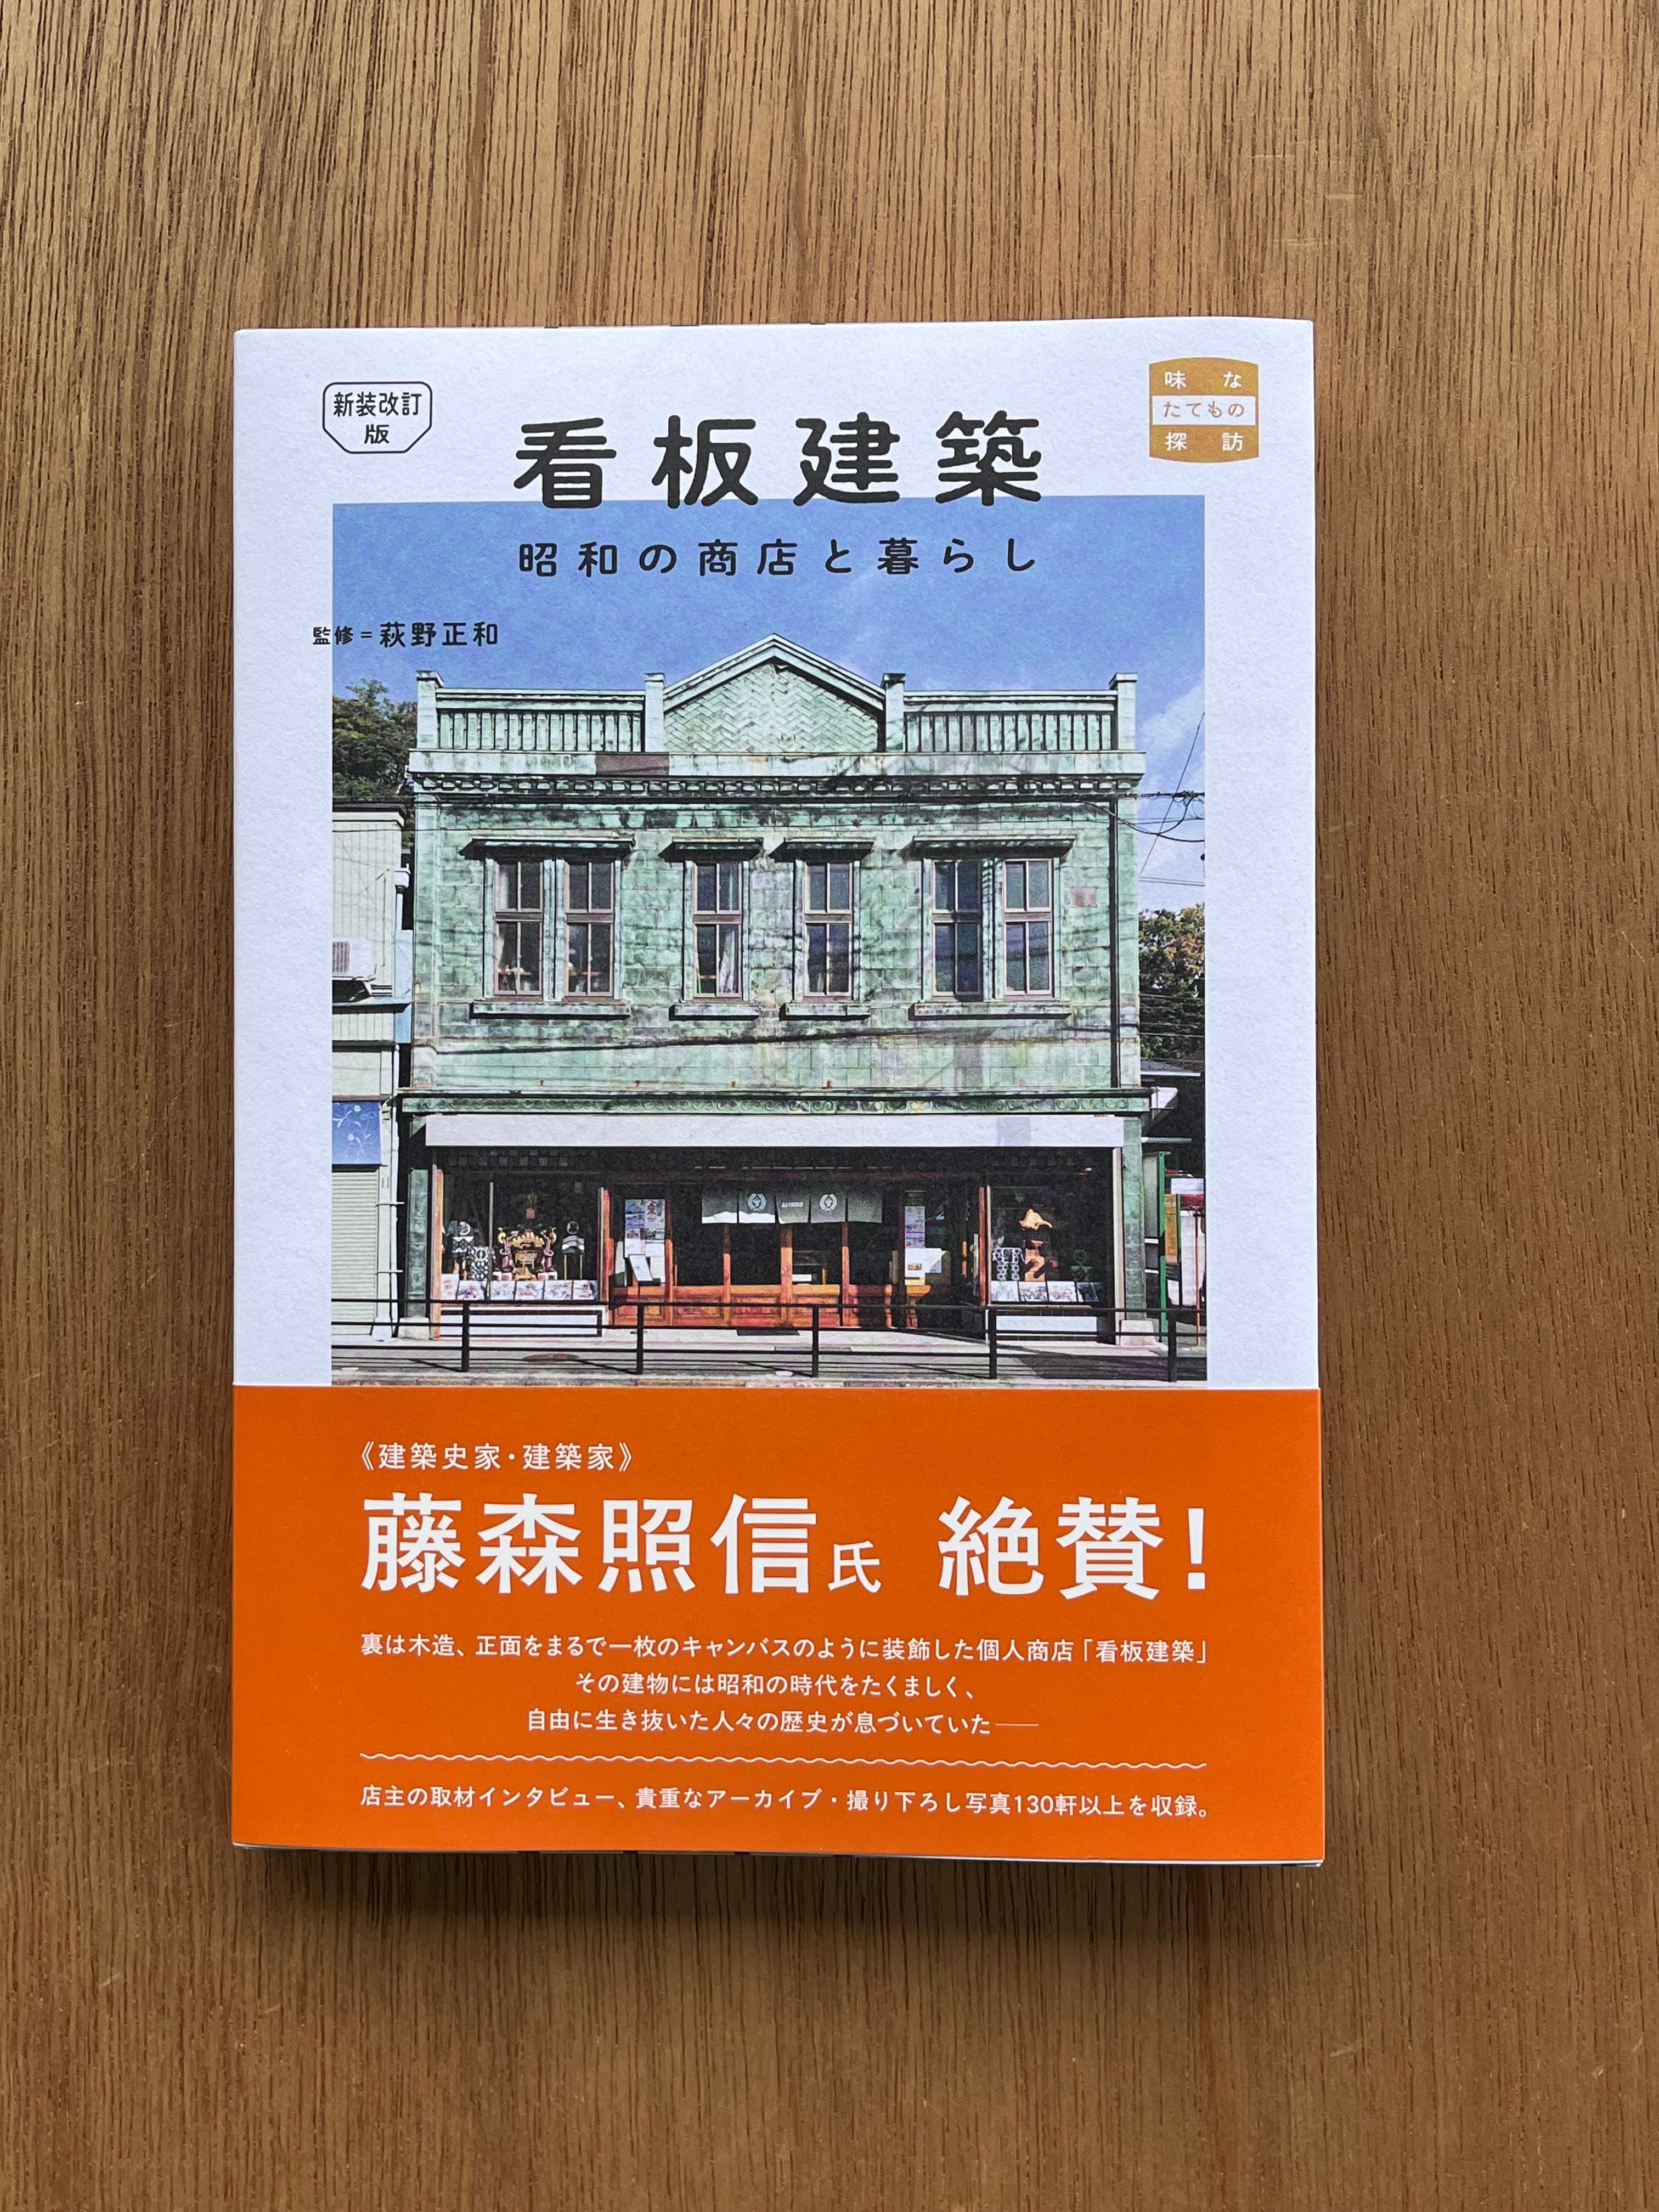 新装改訂
版
味な
たてもの
探訪
看板建築
昭和の商店と暮らし
監修=萩野正和
《建築史家・建築家》
藤森照信氏 絶賛!
裏は木造、正面をまるで一枚のキャンバスのように装飾した個人商店「看板建築」
その建物には昭和の時代をたくましく、
自由に生き抜いた人々の歴史が息づいていた——
店主の取材インタビュー、貴重なアーカイブ・撮り下ろし写真130軒以上を収録。